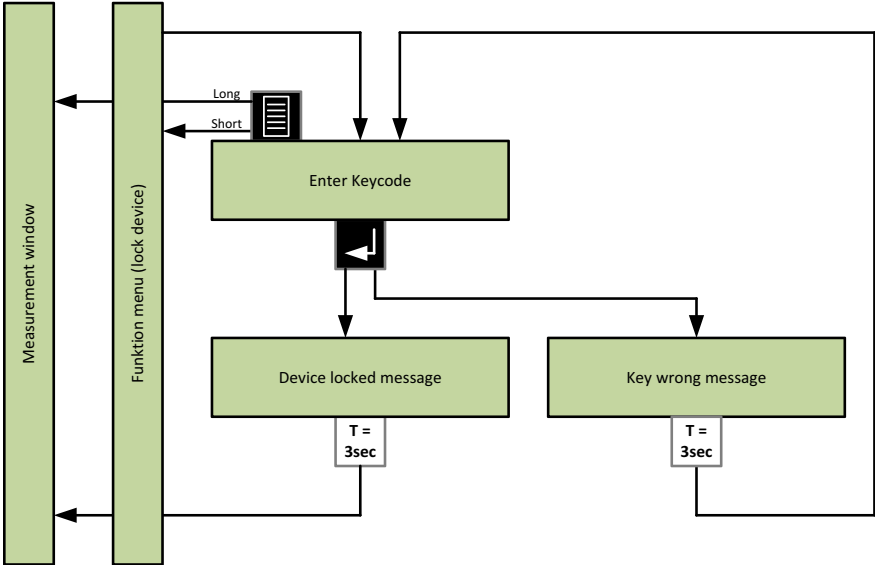 Measurement window
Funktion menu (lock device)
Long
Short
Enter Keycode
Device locked message
Key wrong message
T =
3sec
T =
3sec